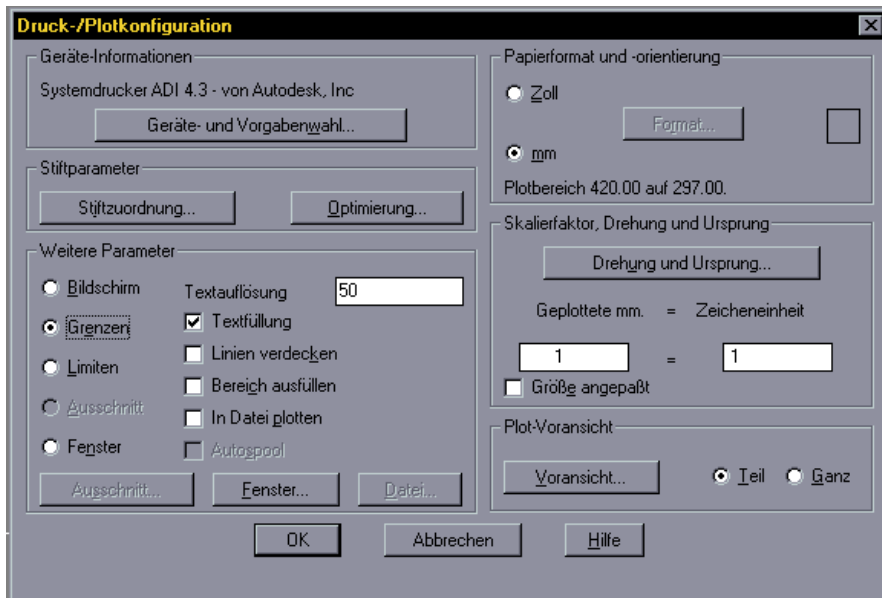 Druck-/Plotkonfiguration
Geräte-Informationen
Systemdrucker ADI 4.3 - von Autodesk, Inc
Geräte- und Vorgabenwahl...
Stiftparameter
Stiftzuordnung...
Optimierung...
Weitere Parameter
Bildschirm
Grenzen
Limiten
Ausschnitt
Fenster
Textauflösung
50
Textfüllung
Linien verdecken
Bereich ausfüllen
In Datei plotten
Autospool
Ausschnitt...
Fenster...
Datei...
Papierformat und -orientierung
Zoll
Format...
mm
Plotbereich 420.00 auf 297.00.
Skalierfaktor, Drehung und Ursprung
Drehung und Ursprung...
Geplottete mm. = Zeicheneinheit
1 = 1
Größe angepaßt
Plot-Voransicht
Voransicht...
Teil
Ganz
OK
Abbrechen
Hilfe